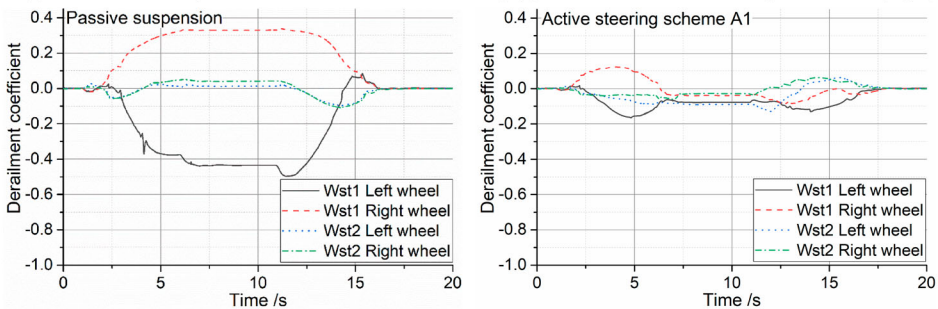 Passive suspension
Derailment coefficient
0.4
0.2
0.0
-0.2
-0.4
-0.6
-0.8
-1.0
Wst1 Left wheel
Wst1 Right wheel
Wst2 Left wheel
Wst2 Right wheel
0 5 10 15 20
Time /s
Active steering scheme A1
Derailment coefficient
0.4
0.2
0.0
-0.2
-0.4
-0.6
-0.8
-1.0
Wst1 Left wheel
Wst1 Right wheel
Wst2 Left wheel
Wst2 Right wheel
0 5 10 15 20
Time /s